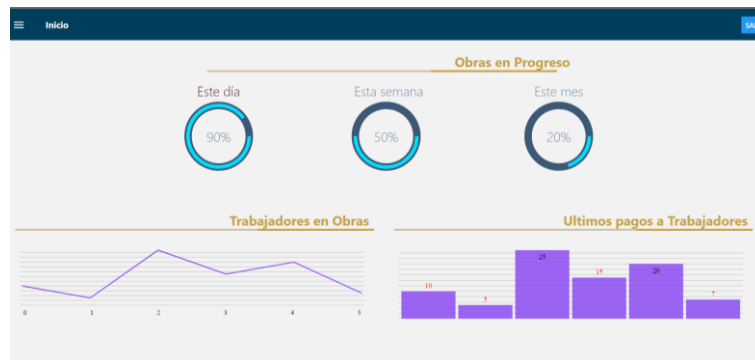 Inicio
Obras en Progreso
Este día Esta semana Este mes
90% 50% 20%
Trabajadores en Obras
0 1 2 3 4 5
Ultimos pagos a Trabajadores
10 5 25 15 20 7